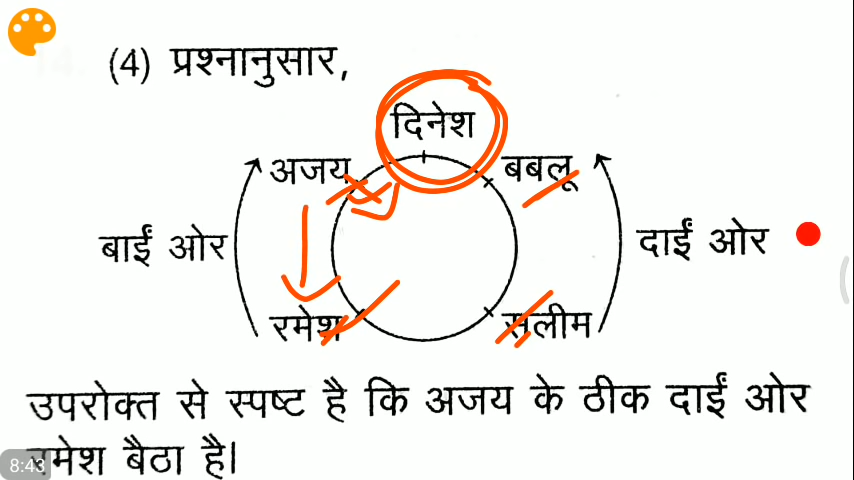 (4) प्रश्नानुसार,
दिनेश
अजय
बबलू
बाईं ओर
दाईं ओर
रमेश
सलीम
उपरोक्त से स्पष्ट है कि अजय के ठीक दाईं ओर
रमेश बैठा है।
8:43